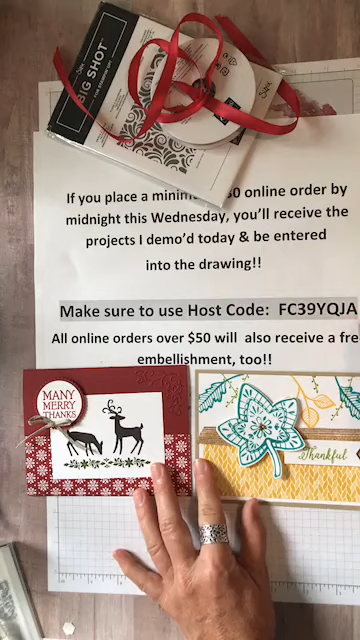 BIG SHOT
Sizzix
If you place a minim 50 online order by
midnight this Wednesday, you'll receive the
projects I demo'd today & be entered
into the drawing!!
Make sure to use Host Code: FC39YQJA
All online orders over $50 will also receive a fre
embellishment, too!!
MANY
MERRY
THANKS
Thankful